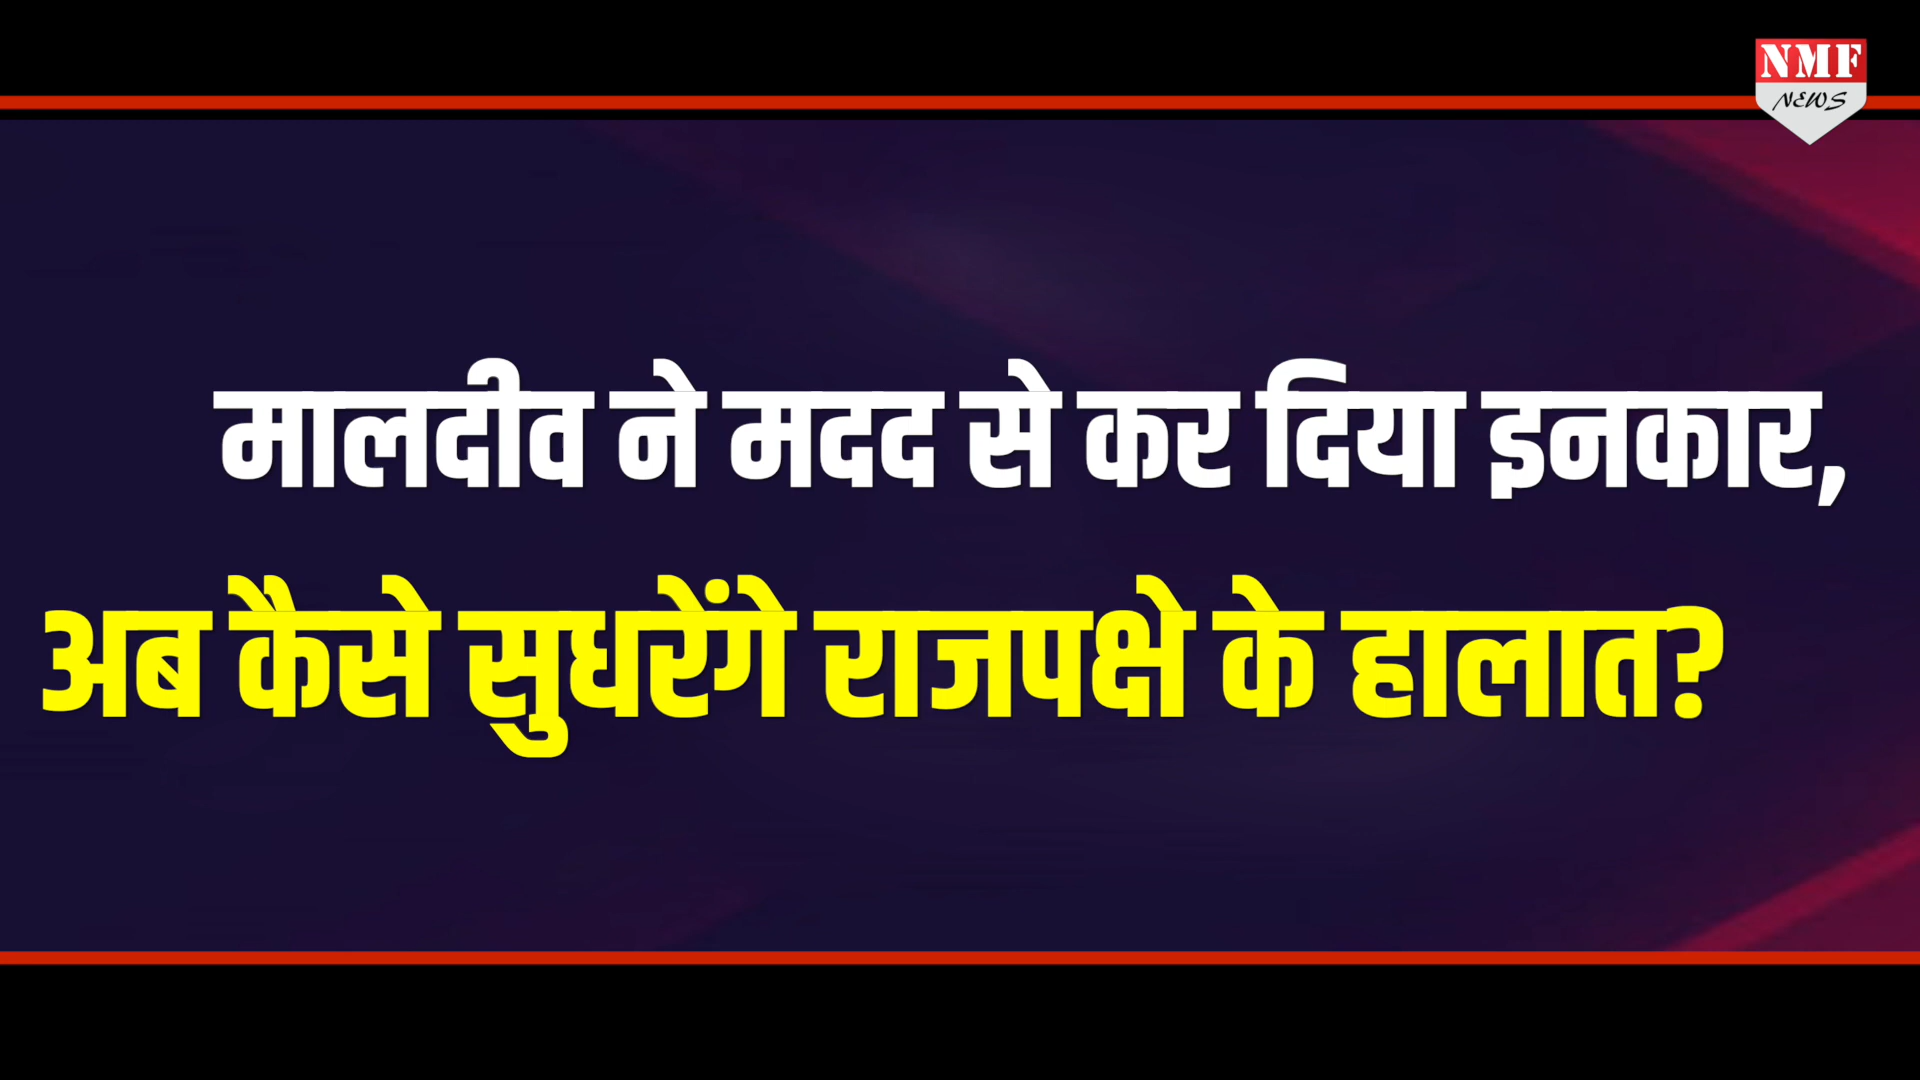 NMF
NEWS
मालदीव ने मदद से कर दिया इनकार,
अब कैसे सुधरेंगे राजपक्षे के हालात?